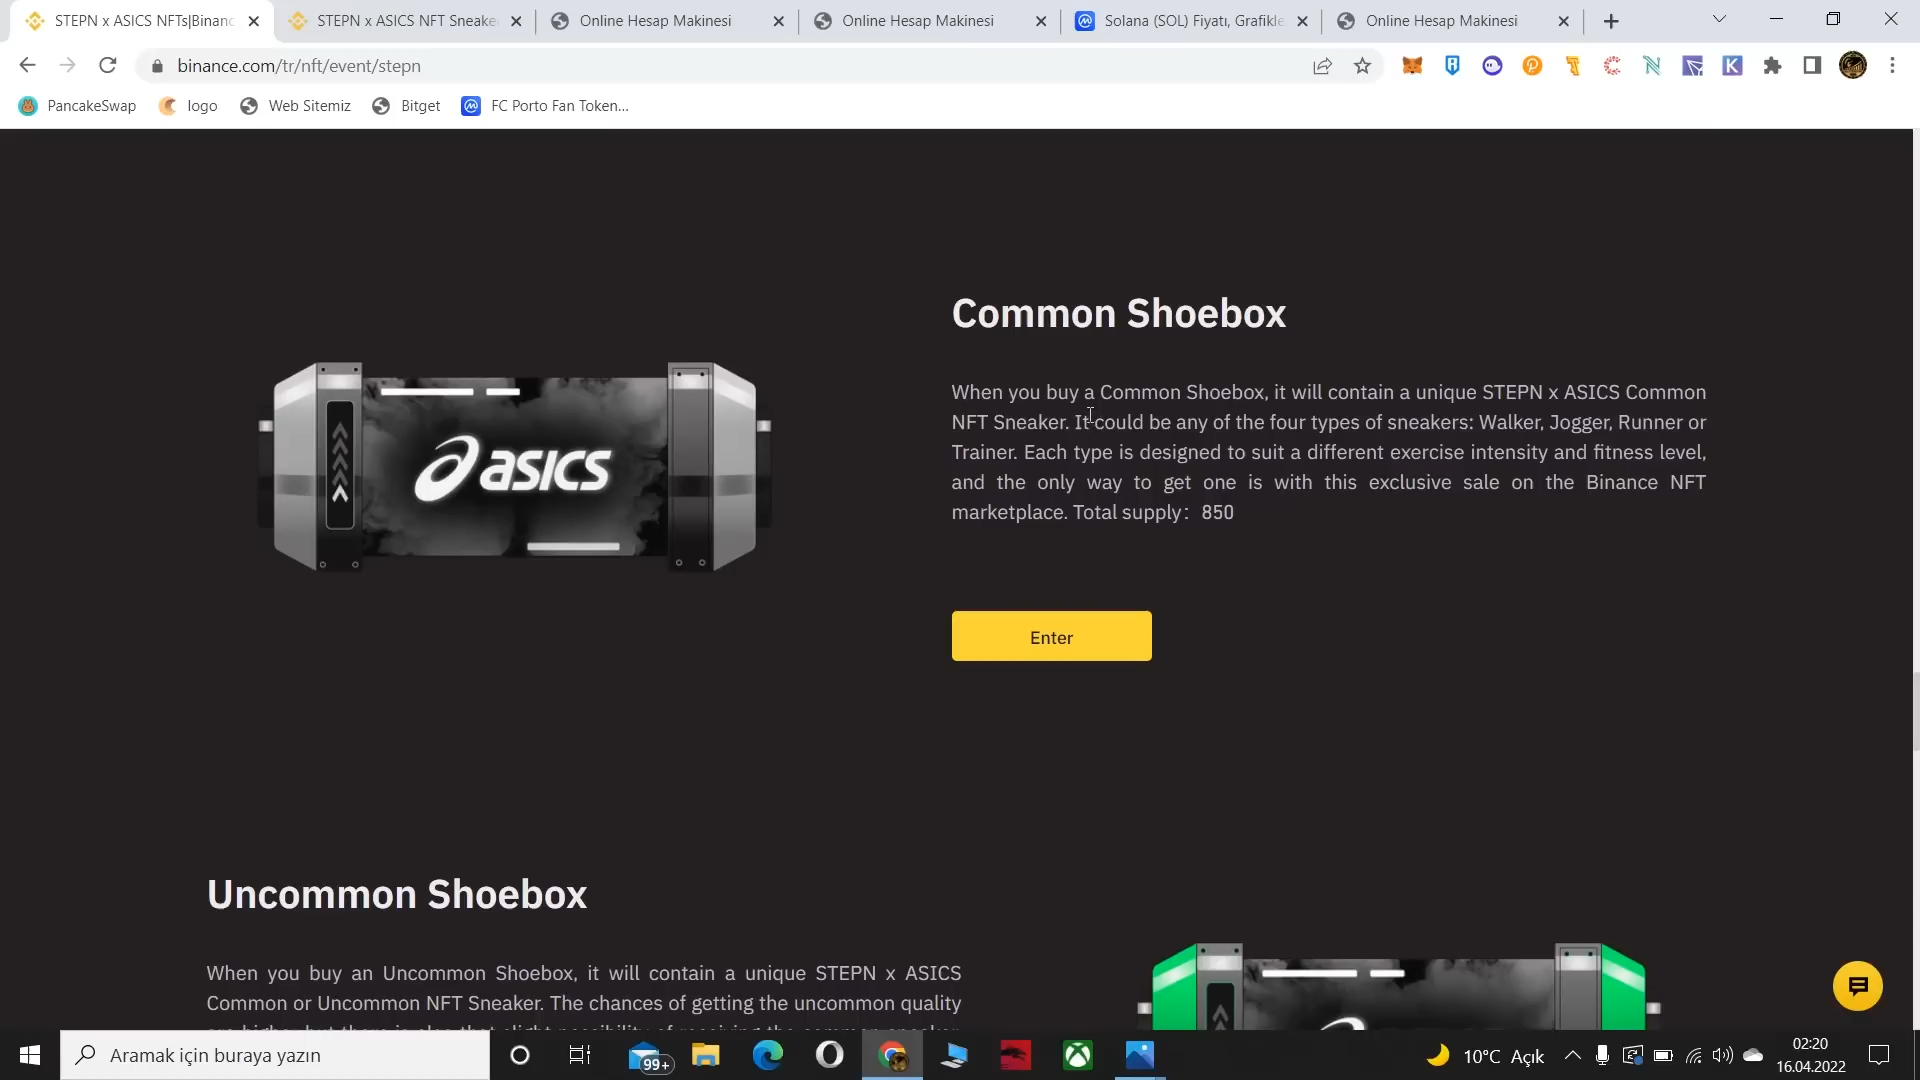 STEPN x ASICS NFTs|Binanc
STEPN x ASICS NFT Sneake
Online Hesap Makinesi
Online Hesap Makinesi
Solana (SOL) Fiyatı, Grafikle
Online Hesap Makinesi
binance.com/tr/nft/event/stepn
PancakeSwap
logo
Web Sitemiz
Bitget
FC Porto Fan Token...
asics
Common Shoebox
When you buy a Common Shoebox, it will contain a unique STEPN x ASICS Common
NFT Sneaker. It could be any of the four types of sneakers: Walker, Jogger, Runner or
Trainer. Each type is designed to suit a different exercise intensity and fitness level,
and the only way to get one is with this exclusive sale on the Binance NFT
marketplace. Total supply: 850
Enter
Uncommon Shoebox
When you buy an Uncommon Shoebox, it will contain a unique STEPN x ASICS
Common or Uncommon NFT Sneaker. The chances of getting the uncommon quality
Aramak için buraya yazın
99+
10°C Açık
02:20
16.04.2022